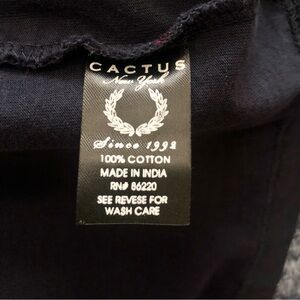 CACTUS
New York
Since 1992
100% COTTON
MADE IN INDIA
RN# 86220
SEE REVESE FOR
WASH CARE